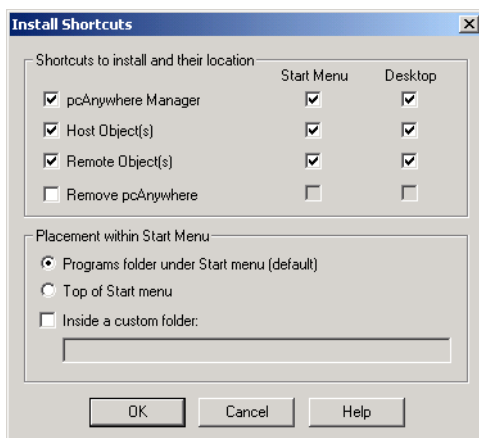 Install Shortcuts
Shortcuts to install and their location
Start Menu Desktop
pcAnywhere Manager
Host Object(s)
Remote Object(s)
Remove pcAnywhere
Placement within Start Menu
Programs folder under Start menu (default)
Top of Start menu
Inside a custom folder:
OK Cancel Help